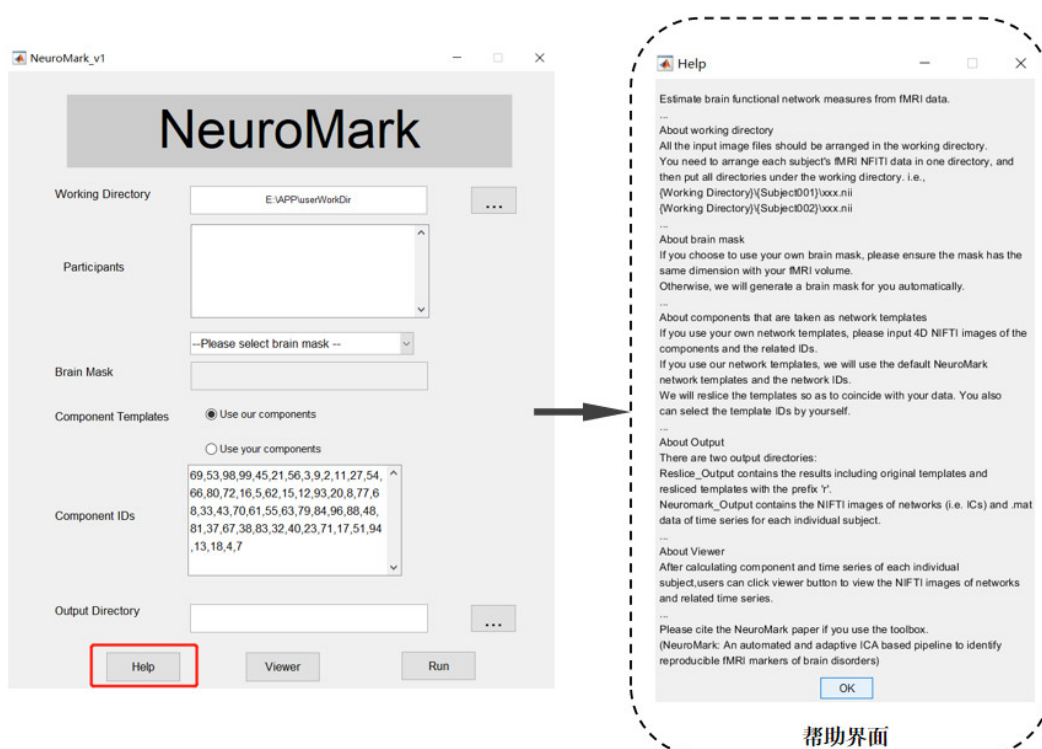 NeuroMark_v1
NeuroMark
Working Directory
E:\APP\userWorkDir
...
Participants
--Please select brain mask --
Brain Mask
Component Templates
Use our components
Use your components
Component IDs
69,53,98,99,45,21,56,3,9,2,11,27,54,
66,80,72,16,5,62,15,12,93,20,8,77,6
8,33,43,70,61,55,63,79,84,96,88,48,
81,37,67,38,83,32,40,23,71,17,51,94
,13,18,4,7
Output Directory
...
Help
Viewer
Run
Help
Estimate brain functional network measures from fMRI data.
...
About working directory
All the input image files should be arranged in the working directory.
You need to arrange each subject's fMRI NFITI data in one directory, and
then put all directories under the working directory. i.e.,
{Working Directory}\{Subject001}\xxx.nii
{Working Directory}\{Subject002}\xxx.nii
...
About brain mask
If you choose to use your own brain mask, please ensure the mask has the
same dimension with your fMRI volume.
Otherwise, we will generate a brain mask for you automatically.
...
About components that are taken as network templates
If you use your own network templates, please input 4D NIFTI images of the
components and the related IDs.
If you use our network templates, we will use the default NeuroMark
network templates and the network IDs.
We will reslice the templates so as to coincide with your data. You also
can select the template IDs by yourself.
...
About Output
There are two output directories:
Reslice_Output contains the results including original templates and
resliced templates with the prefix 'r'.
Neuromark_Output contains the NIFTI images of networks (i.e. ICs) and .mat
data of time series for each individual subject.
...
About Viewer
After calculating component and time series of each individual
subject,users can click viewer button to view the NIFTI images of networks
and related time series.
...
Please cite the NeuroMark paper if you use the toolbox.
(NeuroMark: An automated and adaptive ICA based pipeline to identify
reproducible fMRI markers of brain disorders)
OK
帮助界面